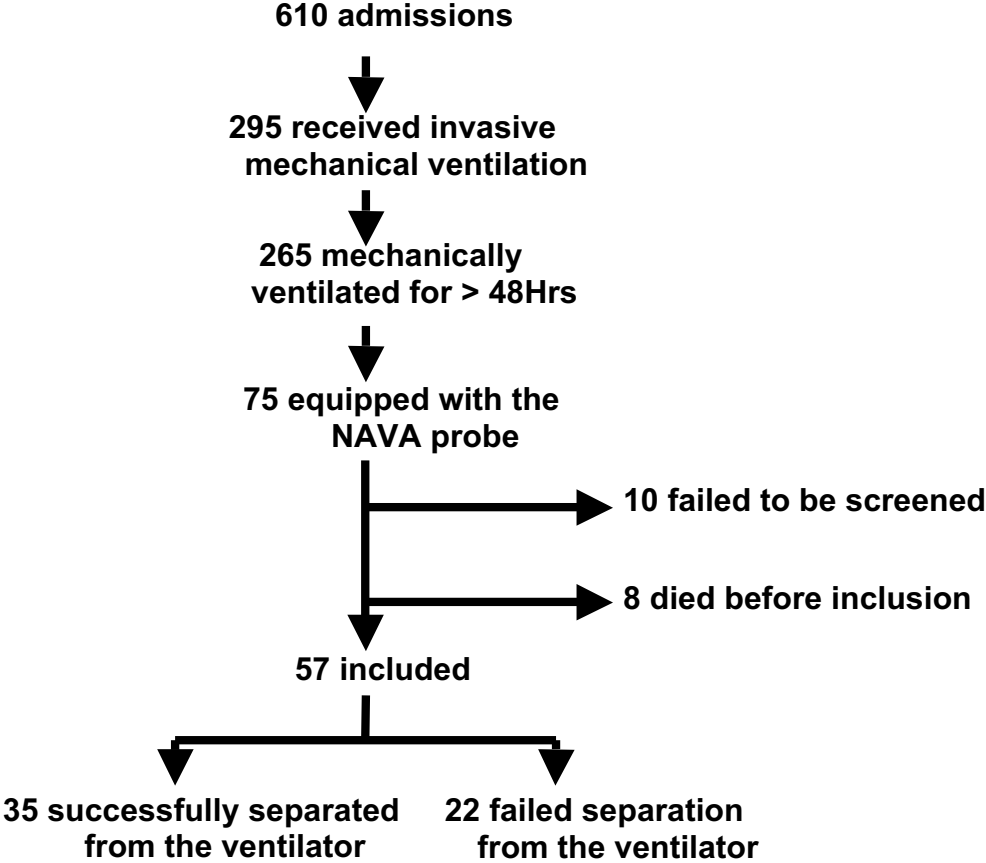 610 admissions
295 received invasive
mechanical ventilation
265 mechanically
ventilated for > 48Hrs
75 equipped with the
NAVA probe
10 failed to be screened
8 died before inclusion
57 included
35 successfully separated
from the ventilator
22 failed separation
from the ventilator